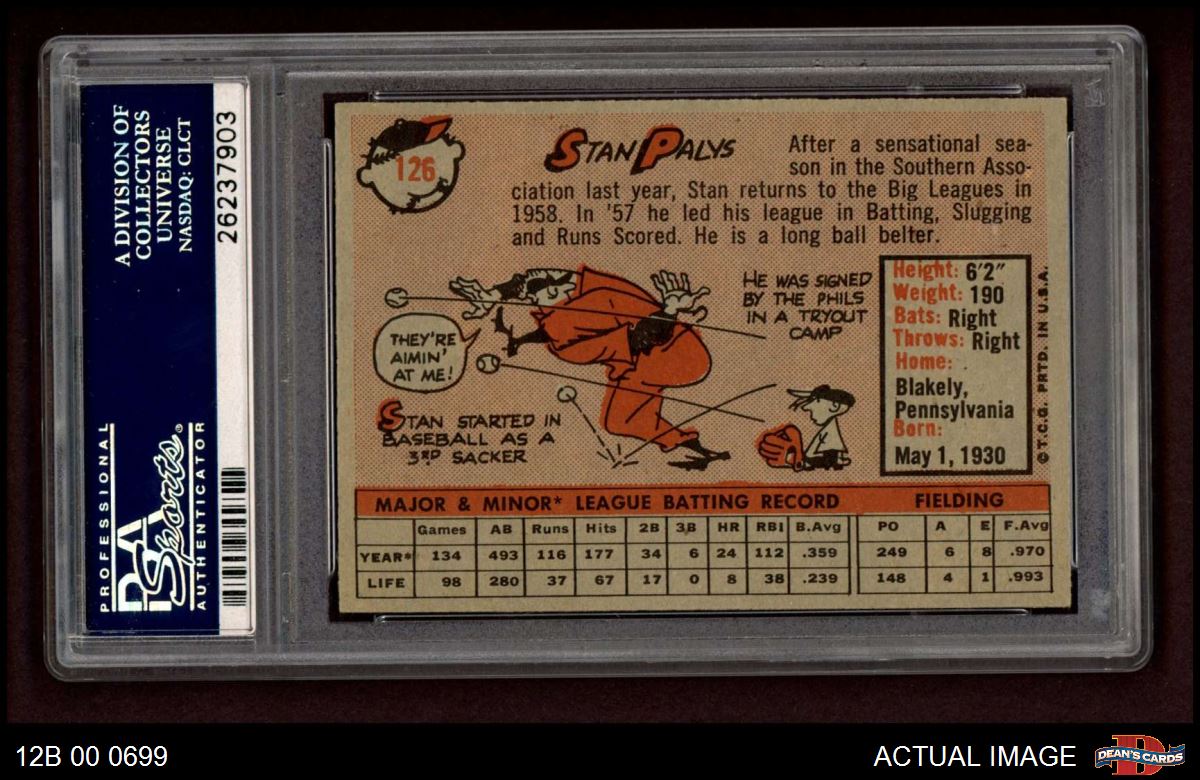 A DIVISION OF
COLLECTORS
UNIVERSE
NASDAQ: CLCT
26237903
PROFESSIONAL
PSA
Sports®
AUTHENTICATOR
126
STAN PALYS
After a sensational sea-
son in the Southern Asso-
ciation last year, Stan returns to the Big Leagues in
1958. In '57 he led his league in Batting, Slugging
and Runs Scored. He is a long ball belter.
THEY'RE
AIMIN'
AT ME!
HE WAS SIGNED
BY THE PHILS
IN A TRYOUT
CAMP
STAN STARTED IN
BASEBALL AS A
3RD SACKER
Height: 6'2"
Weight: 190
Bats: Right
Throws: Right
Home:
Blakely,
Pennsylvania
Born:
May 1, 1930
©T.C.G. PRTD. IN U.S.A.
MAJOR & MINOR* LEAGUE BATTING RECORD FIELDING
Games AB Runs Hits 2B 3B HR RBI B.Avg PO A E F.Avg
YEAR* 134 493 116 177 34 6 24 112 .359 249 6 8 .970
LIFE 98 280 37 67 17 0 8 38 .239 148 4 1 .993
12B 00 0699
ACTUAL IMAGE
D
DEAN'S CARDS